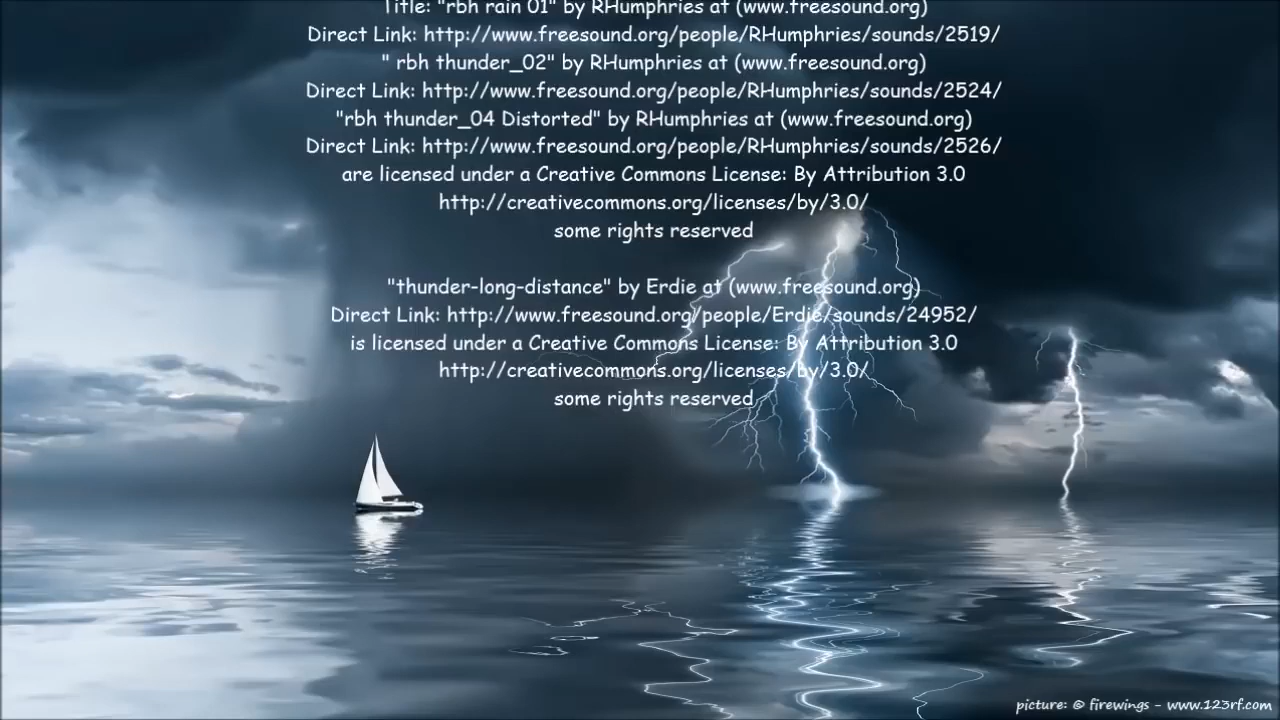 Title: "rbh rain 01" by RHumphries at (www.freesound.org)
Direct Link: http://www.freesound.org/people/RHumphries/sounds/2519/
" rbh thunder_02" by RHumphries at (www.freesound.org)
Direct Link: http://www.freesound.org/people/RHumphries/sounds/2524/
"rbh thunder_04 Distorted" by RHumphries at (www.freesound.org)
Direct Link: http://www.freesound.org/people/RHumphries/sounds/2526/
are licensed under a Creative Commons License: By Attribution 3.0
http://creativecommons.org/licenses/by/3.0/
some rights reserved
"thunder-long-distance" by Erdie at (www.freesound.org)
Direct Link: http://www.freesound.org/people/Erdie/sounds/24952/
is licensed under a Creative Commons License: By Attribution 3.0
http://creativecommons.org/licenses/by/3.0/
some rights reserved
picture: © firewings - www.123rf.com